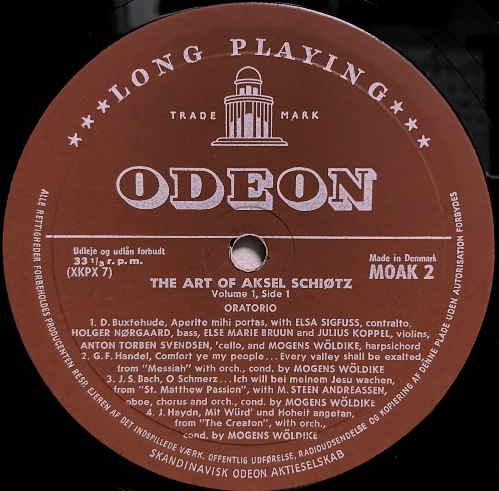 ★★★★LONG PLAYING★★★★
TRADE MARK
ODEON
Udleje og udlån forbudt
33 1/3 r.p.m.
(XKPX 7)
Made in Denmark
MOAK 2
THE ART OF AKSEL SCHIØTZ
Volume 1, Side 1
ORATORIO
1. D. Buxtehude, Aperite mihi portas, with ELSA SIGFUSS, contralto,
HOLGER NØRGAARD, bass, ELSE MARIE BRUUN and JULIUS KOPPEL, violins,
ANTON TORBEN SVENDSEN, 'cello, and MOGENS WÖLDIKE, harpsichord
2. G. F. Handel, Comfort ye my people... Every valley shall be exalted,
from "Messiah" with orch., cond. by MOGENS WÖLDIKE
3. J. S. Bach, O Schmerz... Ich will bei meinem Jesu wachen,
from "St. Matthew Passion", with M. STEEN ANDREASSEN,
oboe, chorus and orch., cond. by MOGENS WÖLDIKE
4. J. Haydn, Mit Würd' und Hoheit angetan,
from "The Creaton", with orch.,
cond. by MOGENS WÖLDIKE
ALLE RETTIGHEDER FORBEHOLDES PRODUCENTEN RESP. EJEREN AF DET INDSPILLEDE VÆRK. OFFENTLIG UDFØRELSE, RADIOUDSENDELSE OG KOPIERING AF DENNE PLADE UDEN AUTORISATION FORBYDES
SKANDINAVISK ODEON AKTIESELSKAB